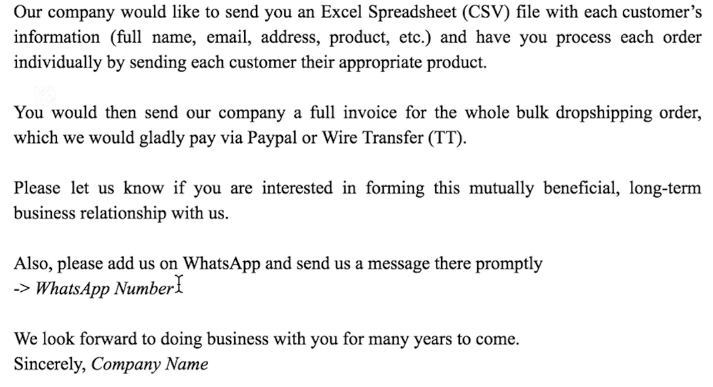 Our company would like to send you an Excel Spreadsheet (CSV) file with each customer’s
information (full name, email, address, product, etc.) and have you process each order
individually by sending each customer their appropriate product.
You would then send our company a full invoice for the whole bulk dropshipping order,
which we would gladly pay via Paypal or Wire Transfer (TT).
Please let us know if you are interested in forming this mutually beneficial, long-term
business relationship with us.
Also, please add us on WhatsApp and send us a message there promptly
-> WhatsApp Number
We look forward to doing business with you for many years to come.
Sincerely, Company Name